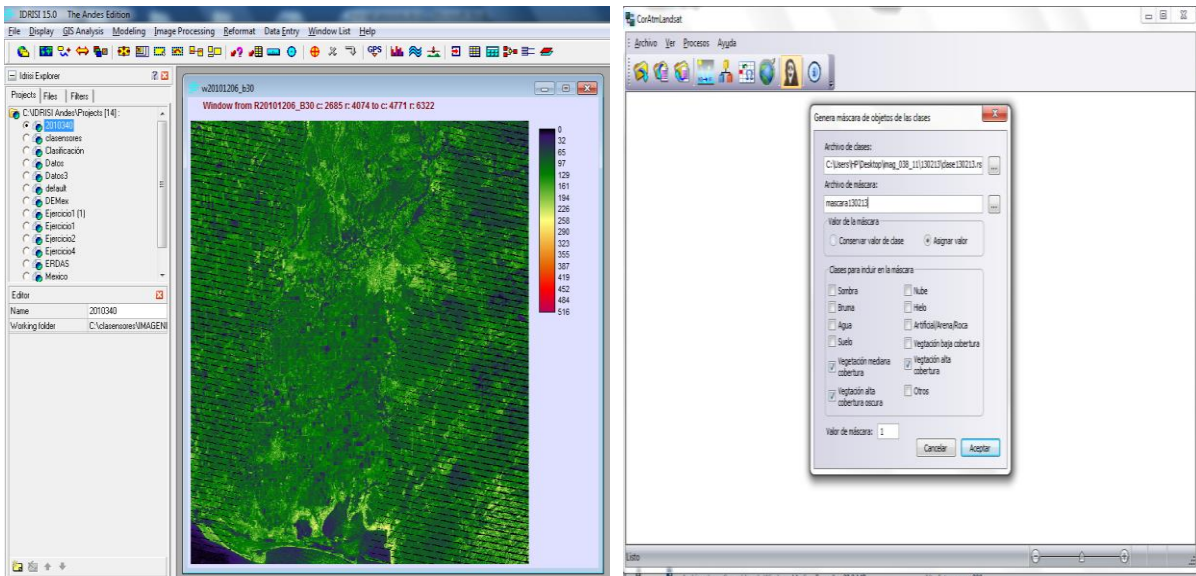 IDRISI 15.0 The Andes Edition
File Display GIS Analysis Modeling Image Processing Reformat Data Entry Window List Help
GPS
Idrisi Explorer
Projects Files Filters
C:\IDRISI Andes\Projects [14] :
2010340
clasensores
Clasificación
Datos
Datos3
default
DEMex
Ejercicio1 (1)
Ejercicio1
Ejercicio2
Ejercicio4
ERDAS
Mexico
Editor
Name 2010340
Working folder C:\clasensores\IMAGENI
w20101206_b30
Window from R20101206_B30 c: 2685 r: 4074 to c: 4771 r: 6322
0
32
65
97
129
161
194
226
258
290
323
355
387
419
452
484
516
CorAtmLandsat
Archivo Ver Procesos Ayuda
Genera máscara de objetos de las clases
Archivo de clases:
C:\Users\HP\Desktop\mag_038_11\130213\clase130213.rs
...
Archivo de máscara:
mascara130213
...
Valor de la máscara
Conservar valor de clase
Asignar valor
Clases para incluir en la máscara
Sombra
Nube
Bruma
Hielo
Agua
Artificial/Arena/Roca
Suelo
Vegtación baja cobertura
Vegetación mediana cobertura
Vegtación alta cobertura
Vegtación alta cobertura oscura
Otros
Valor de máscara: 1
Cancelar
Aceptar
Listo